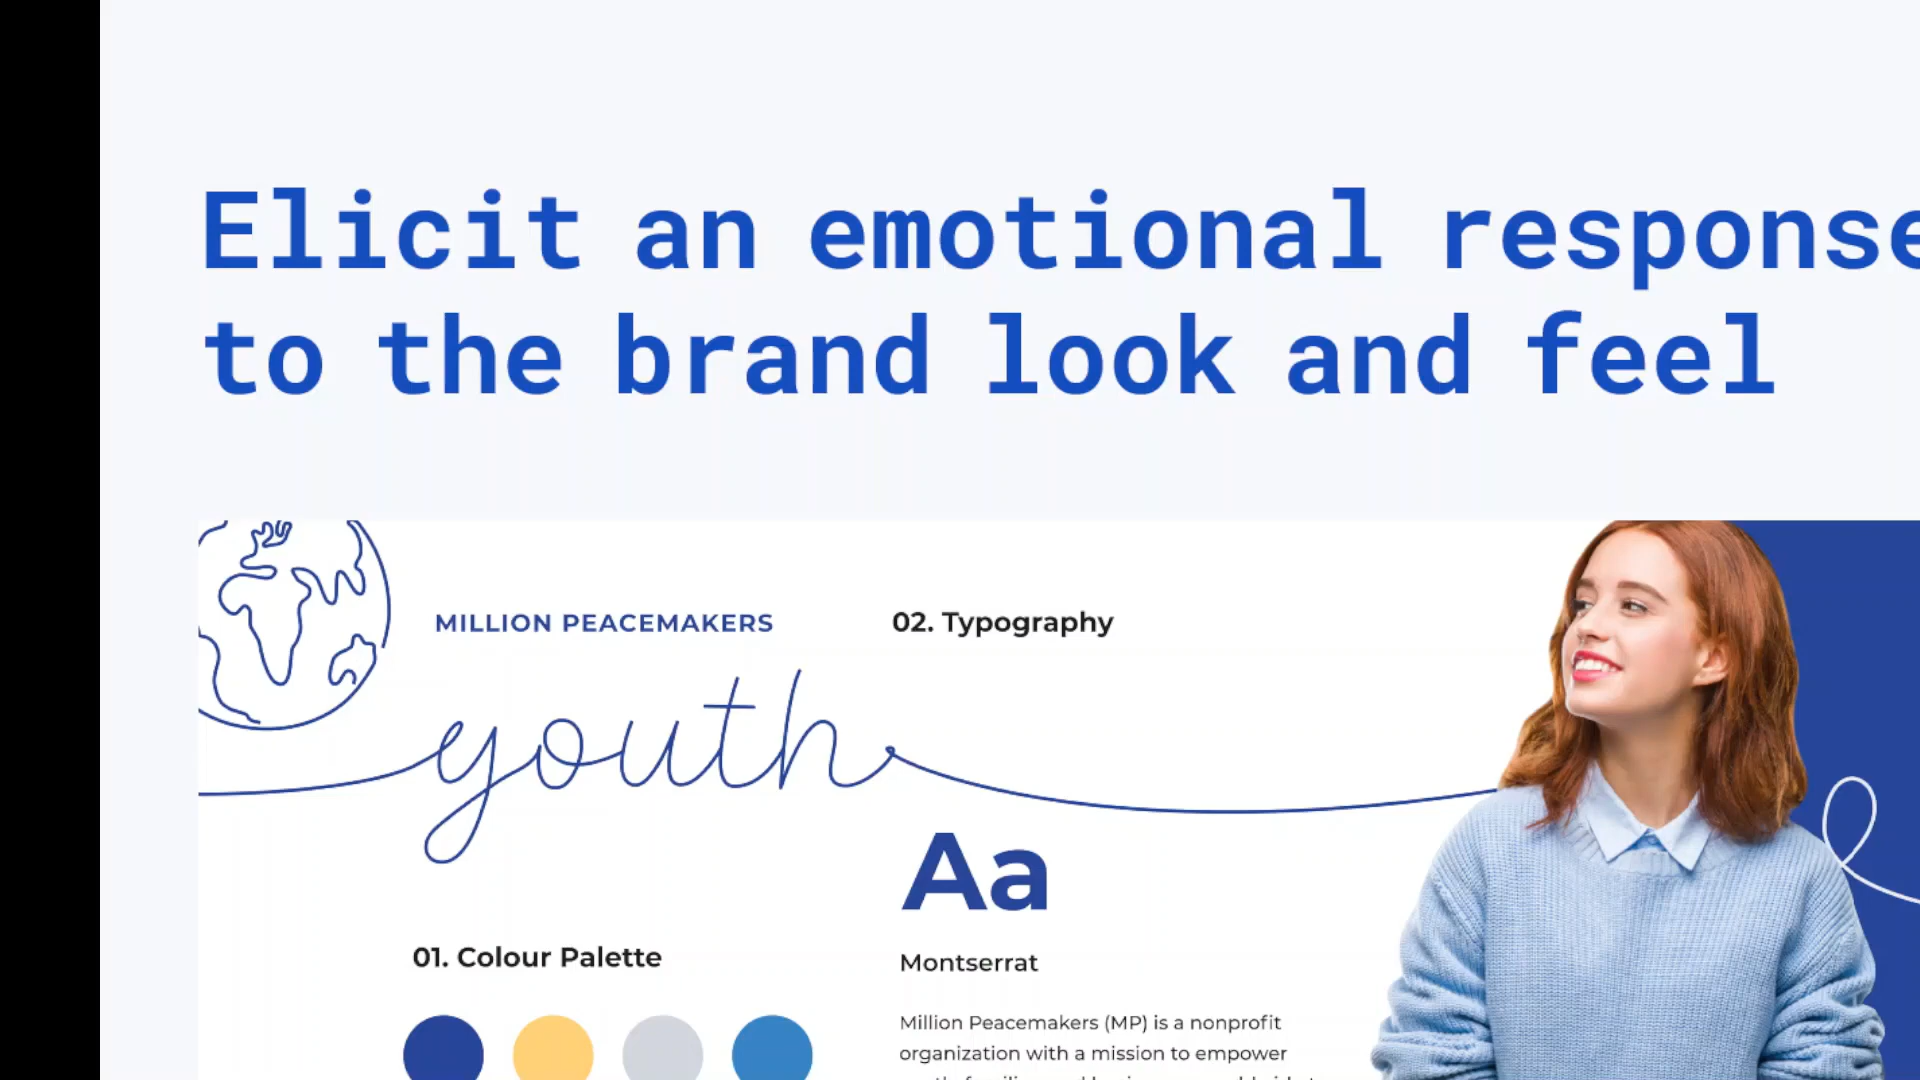 Elicit an emotional response
to the brand look and feel
MILLION PEACEMAKERS
youth
01. Colour Palette
02. Typography
Aa
Montserrat
Million Peacemakers (MP) is a nonprofit
organization with a mission to empower